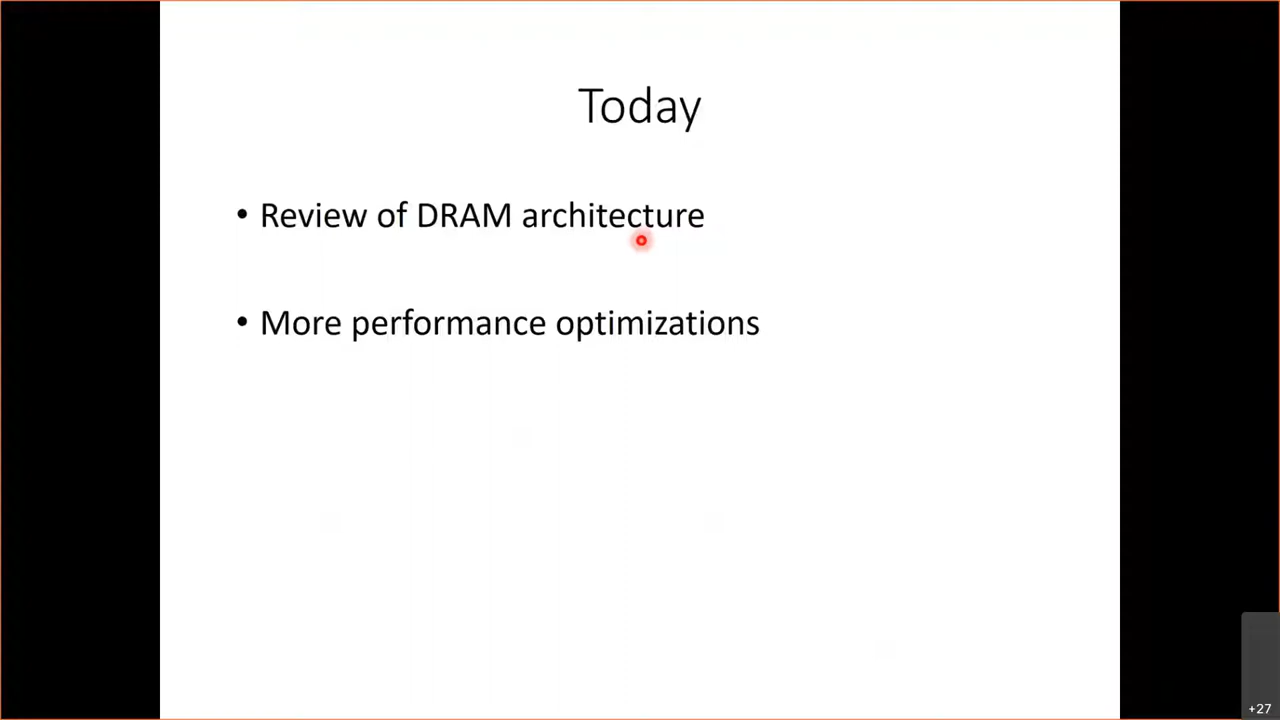 Today
• Review of DRAM architecture
• More performance optimizations
+27